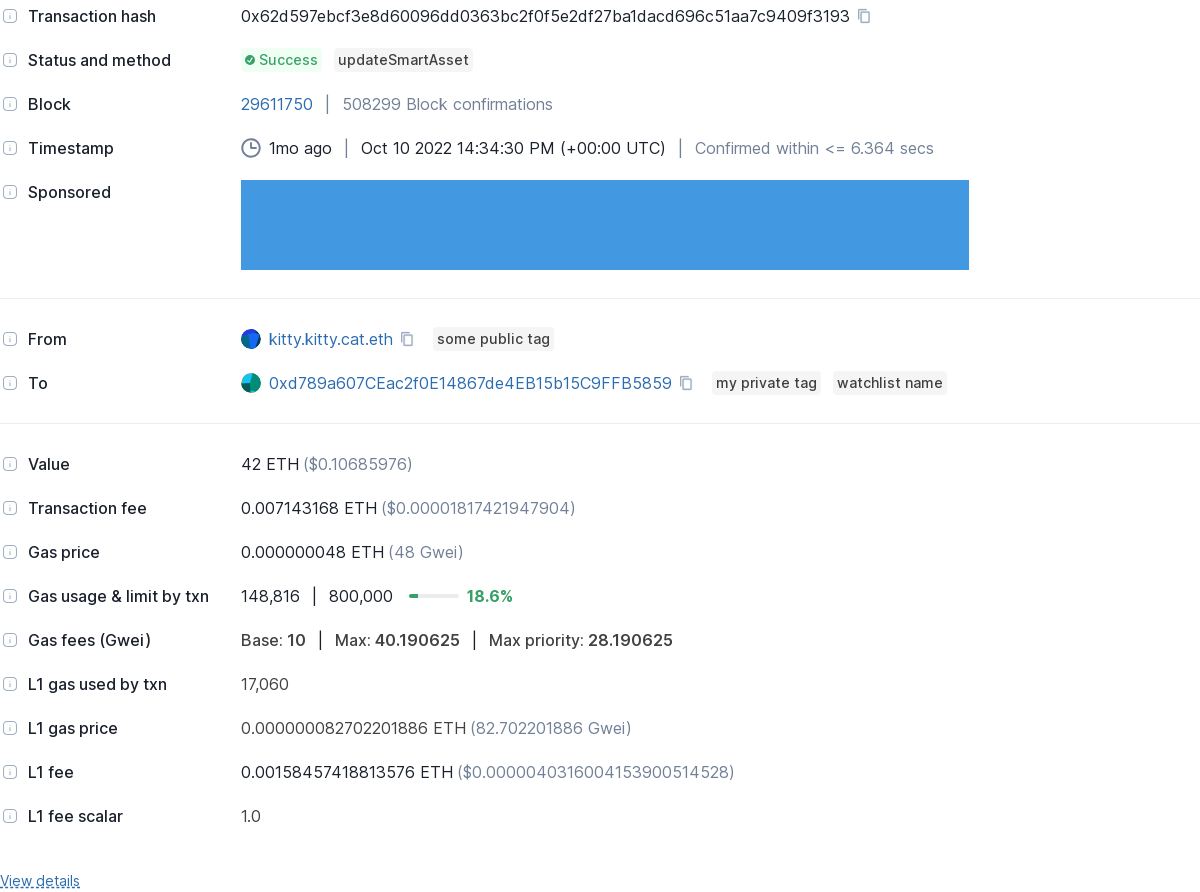 Transaction hash 0x62d597ebcf3e8d60096dd0363bc2f0f5e2df27ba1dacd696c51aa7c9409f3193
Status and method Success updateSmartAsset
Block 29611750 | 508299 Block confirmations
Timestamp 1mo ago | Oct 10 2022 14:34:30 PM (+00:00 UTC) | Confirmed within <= 6.364 secs
Sponsored
From kitty.kitty.cat.eth some public tag
To 0xd789a607CEac2f0E14867de4EB15b15C9FFB5859 my private tag watchlist name
Value 42 ETH ($0.10685976)
Transaction fee 0.007143168 ETH ($0.00001817421947904)
Gas price 0.000000048 ETH (48 Gwei)
Gas usage & limit by txn 148,816 | 800,000 18.6%
Gas fees (Gwei) Base: 10 | Max: 40.190625 | Max priority: 28.190625
L1 gas used by txn 17,060
L1 gas price 0.000000082702201886 ETH (82.702201886 Gwei)
L1 fee 0.00158457418813576 ETH ($0.0000040316004153900514528)
L1 fee scalar 1.0
View details